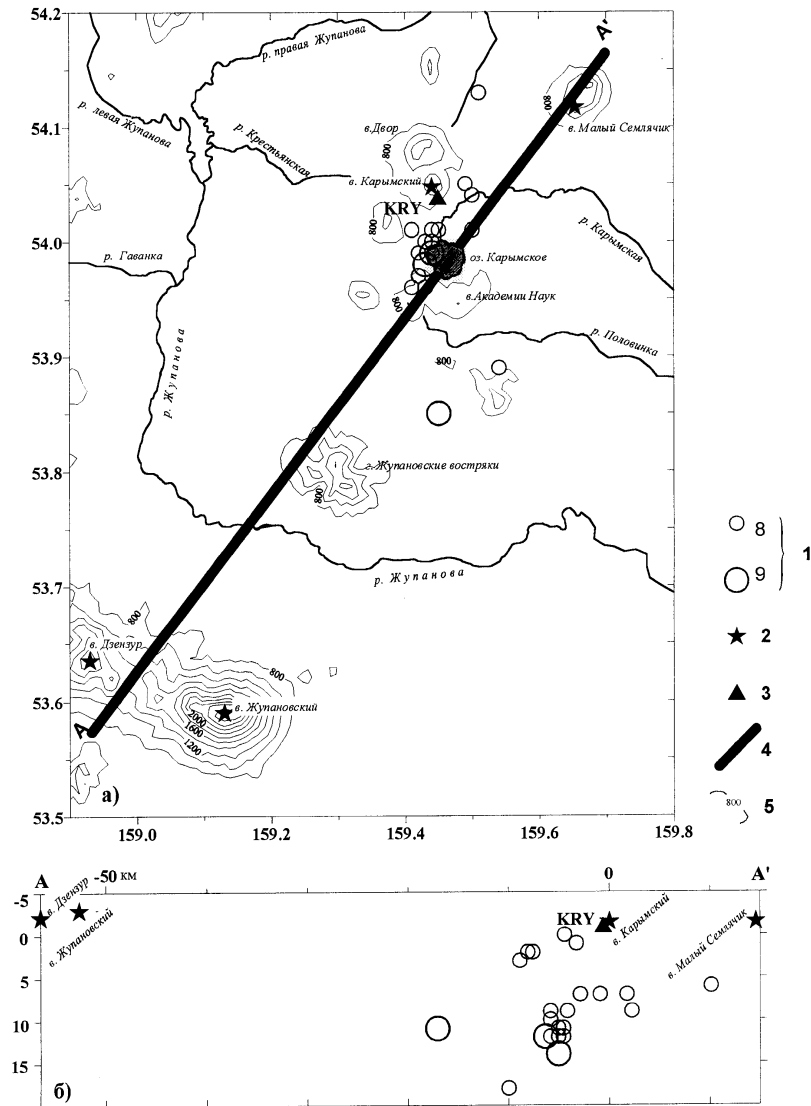 54.2
54.1
54.0
53.9
53.8
53.7
53.6
53.5
159.0
159.2
159.4
159.6
159.8
р. правая Жупанова
A'
р. левая Жупанова
800
в. Малый Семлячик
в.Двор
р. Крестьянская
800
в. Карымский
KRY
800
р. Карымская
р. Гаванка
оз. Карымское
800
в.Академии Наук
р. Половинка
р. Жупанова
800
г. Жупановские востряки
800
р. Жупанова
800
в. Дзензур
800
в. Жупановский
2000
1600
1200
А
а)
8
9
1
2
3
4
800
5
А
-50 км
0
А'
-5
0
5
10
15
в. Дзензур
в. Жупановский
KRY
в. Карымский
в. Малый Семлячик
б)